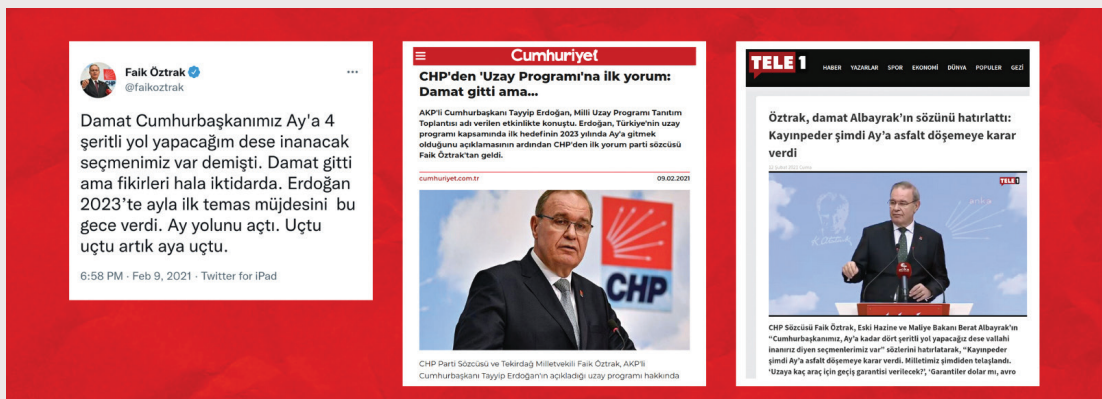 Faik Öztrak
@faikoztrak
Damat Cumhurbaşkanımız Ay'a 4
şeritli yol yapacağım dese inanacak
seçmenimiz var demişti. Damat gitti
ama fikirleri hala iktidarda. Erdoğan
2023'te ayla ilk temas müjdesini bu
gece verdi. Ay yolunu açtı. Uçtu
uçtu artık aya uçtu.
6:58 PM · Feb 9, 2021 · Twitter for iPad
Cumhuriyet
CHP'den 'Uzay Programı'na ilk yorum:
Damat gitti ama...
AKP'li Cumhurbaşkanı Tayyip Erdoğan, Milli Uzay Programı Tanıtım
Toplantısı adı verilen etkinlikte konuştu. Erdoğan, Türkiye'nin uzay
programı kapsamında ilk hedefinin 2023 yılında Ay'a gitmek
olduğunu açıklamasının ardından CHP'den ilk yorum parti sözcüsü
Faik Öztrak'tan geldi.
cumhuriyet.com.tr 09.02.2021
CHP
CHP Parti Sözcüsü ve Tekirdağ Milletvekili Faik Öztrak, AKP'li
Cumhurbaşkanı Tayyip Erdoğan'ın açıkladığı uzay programı hakkında
TELE 1
HABER YAZARLAR SPOR EKONOMİ DÜNYA POPULER GEZİ
Öztrak, damat Albayrak'ın sözünü hatırlattı:
Kayınpeder şimdi Ay'a asfalt döşemeye karar
verdi
TELE 1
anka
CHP Sözcüsü Faik Öztrak, Eski Hazine ve Maliye Bakanı Berat Albayrak'ın
"Cumhurbaşkanımız, Ay'a kadar dört şeritli yol yapacağız dese vallahi
inanırız diyen seçmenlerimiz var" sözlerini hatırlatarak, "Kayınpeder
şimdi Ay'a asfalt döşemeye karar verdi. Milletimiz şimdiden telaşlandı.
'Uzaya kaç araç için geçiş garantisi verilecek?', 'Garantiler dolar mı, avro